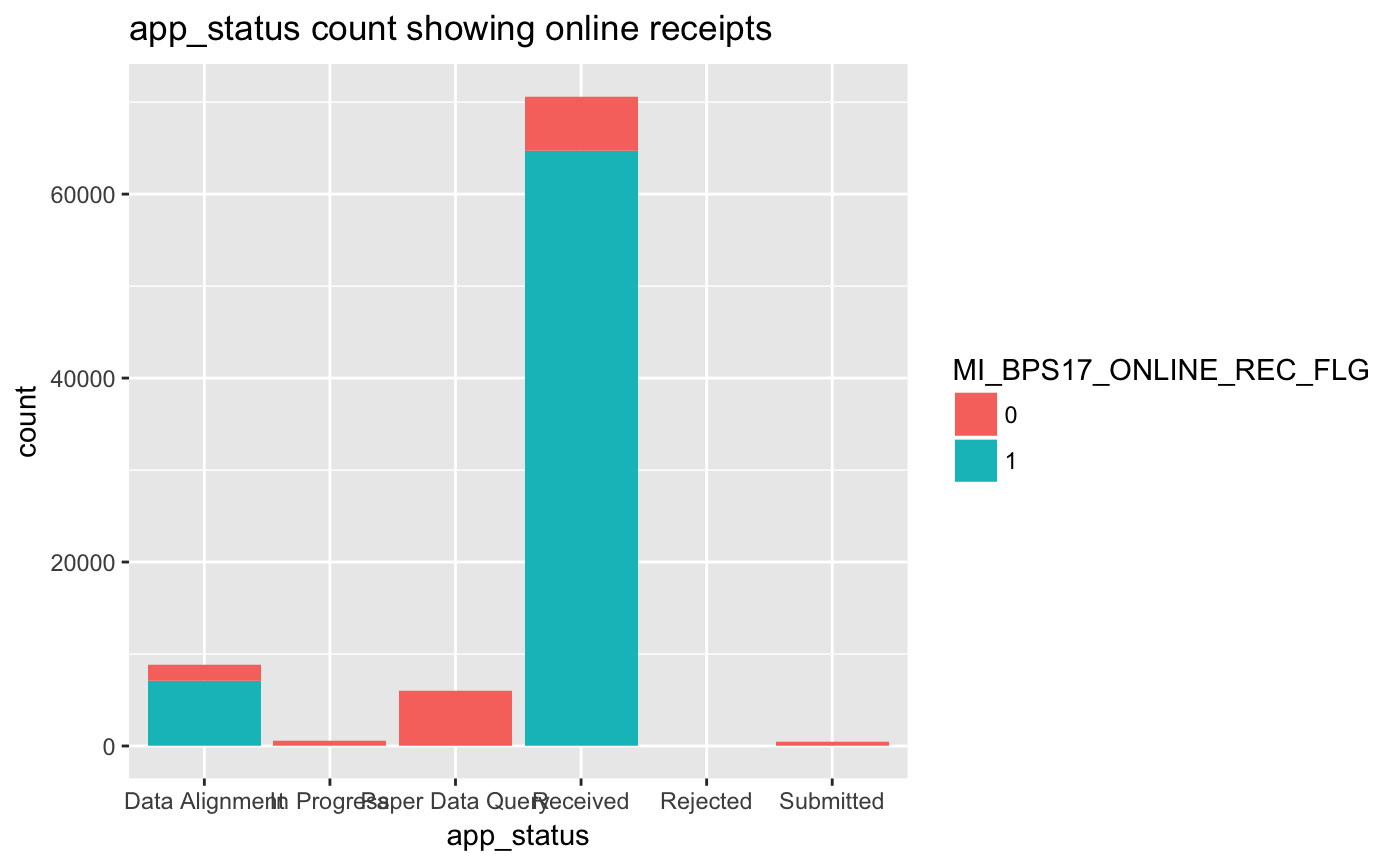 app_status count showing online receipts
60000
40000
20000
0
count
Data Alignment In Progress Paper Data Query Received Rejected Submitted
app_status
MI_BPS17_ONLINE_REC_FLG
0
1